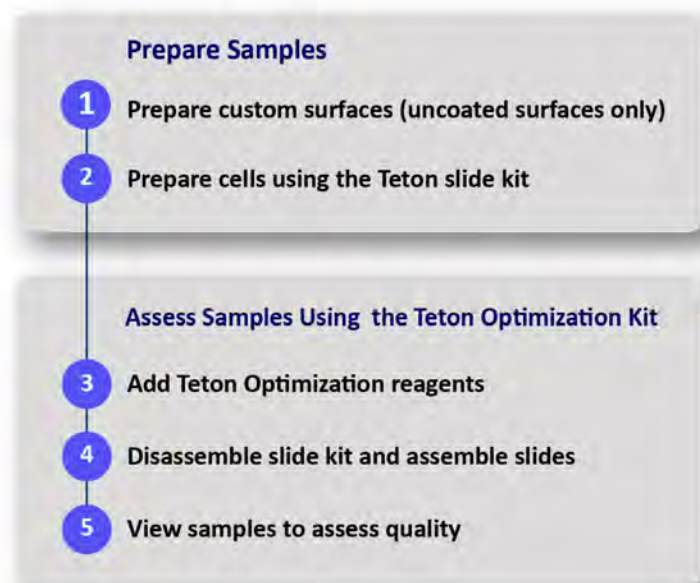 Prepare Samples
1 Prepare custom surfaces (uncoated surfaces only)
2 Prepare cells using the Teton slide kit
Assess Samples Using the Teton Optimization Kit
3 Add Teton Optimization reagents
4 Disassemble slide kit and assemble slides
5 View samples to assess quality